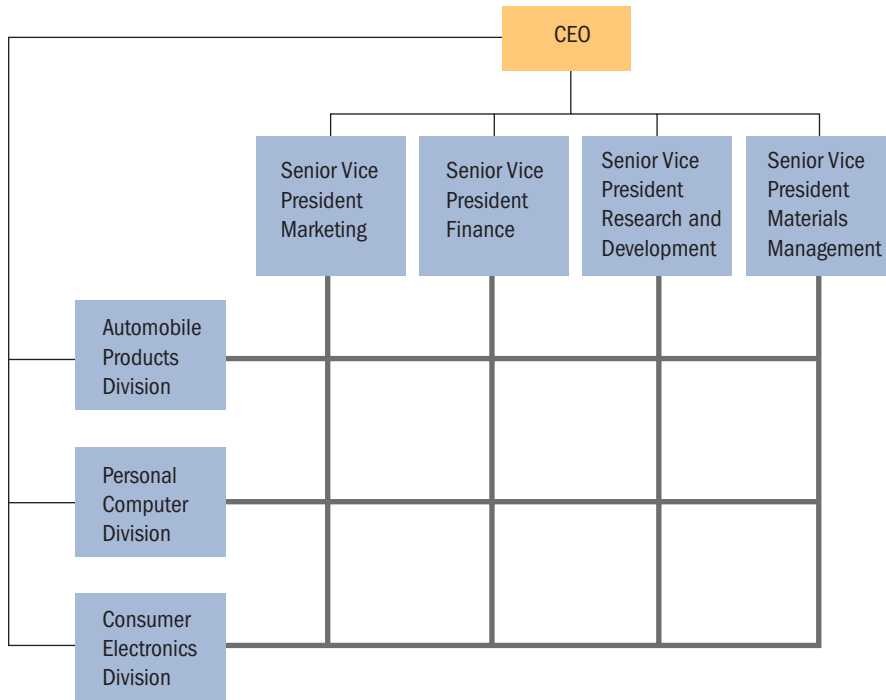 CEO
Senior Vice
President
Marketing
Senior Vice
President
Finance
Senior Vice
President
Research and
Development
Senior Vice
President
Materials
Management
Automobile
Products
Division
Personal
Computer
Division
Consumer
Electronics
Division